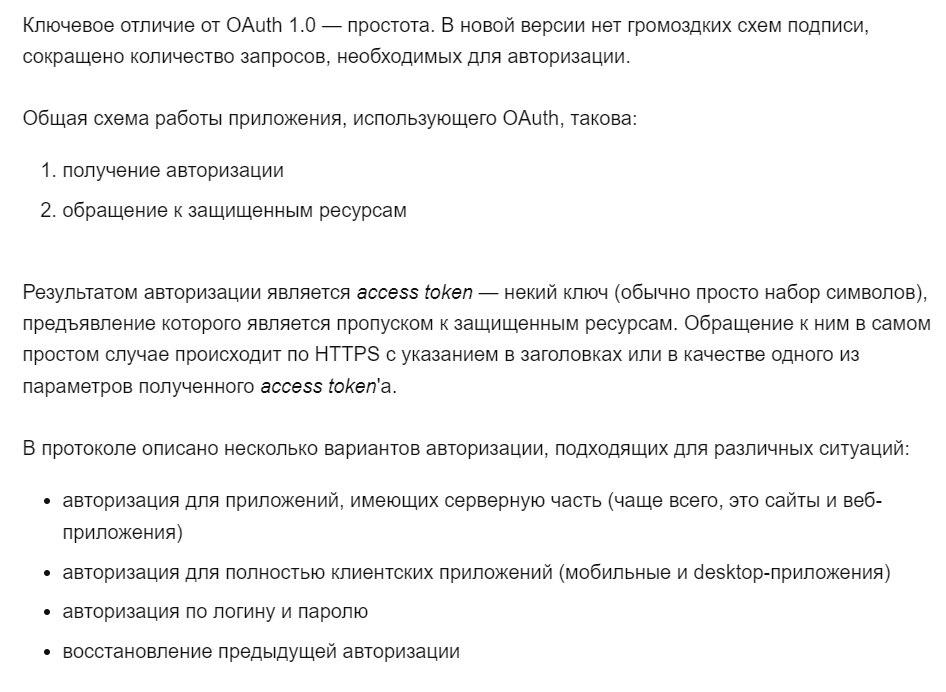 Ключевое отличие от OAuth 1.0 — простота. В новой версии нет громоздких схем подписи,
сокращено количество запросов, необходимых для авторизации.
Общая схема работы приложения, использующего OAuth, такова:
1. получение авторизации
2. обращение к защищенным ресурсам
Результатом авторизации является access token — некий ключ (обычно просто набор символов),
предъявление которого является пропуском к защищенным ресурсам. Обращение к ним в самом
простом случае происходит по HTTPS с указанием в заголовках или в качестве одного из
параметров полученного access token'а.
В протоколе описано несколько вариантов авторизации, подходящих для различных ситуаций:
• авторизация для приложений, имеющих серверную часть (чаще всего, это сайты и веб-
приложения)
• авторизация для полностью клиентских приложений (мобильные и desktop-приложения)
• авторизация по логину и паролю
• восстановление предыдущей авторизации